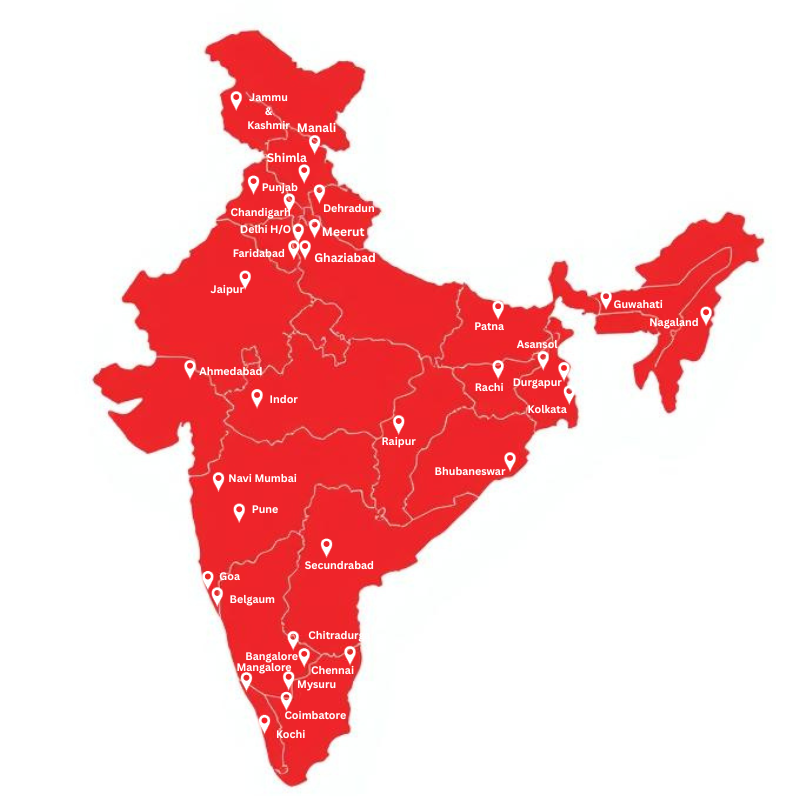 Jammu
&
Kashmir
Manali
Shimla
Punjab
Dehradun
Chandigarh
Delhi H/O
Meerut
Faridabad
Ghaziabad
Jaipur
Guwahati
Nagaland
Patna
Asansol
Ahmedabad
Rachi
Durgapur
Indor
Kolkata
Raipur
Bhubaneswar
Navi Mumbai
Pune
Secundrabad
Goa
Belgaum
Chitradur
Bangalore
Mangalore
Chennai
Mysuru
Coimbatore
Kochi